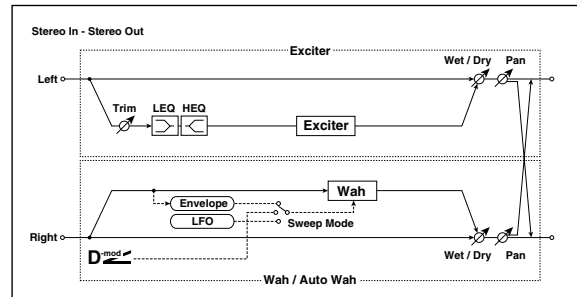 Stereo In - Stereo Out
Exciter
Wet / Dry Pan
Left
Trim LEQ HEQ
Exciter
Envelope
Wah
LFO
Sweep Mode
Right
D-mod
Wet / Dry Pan
Wah / Auto Wah